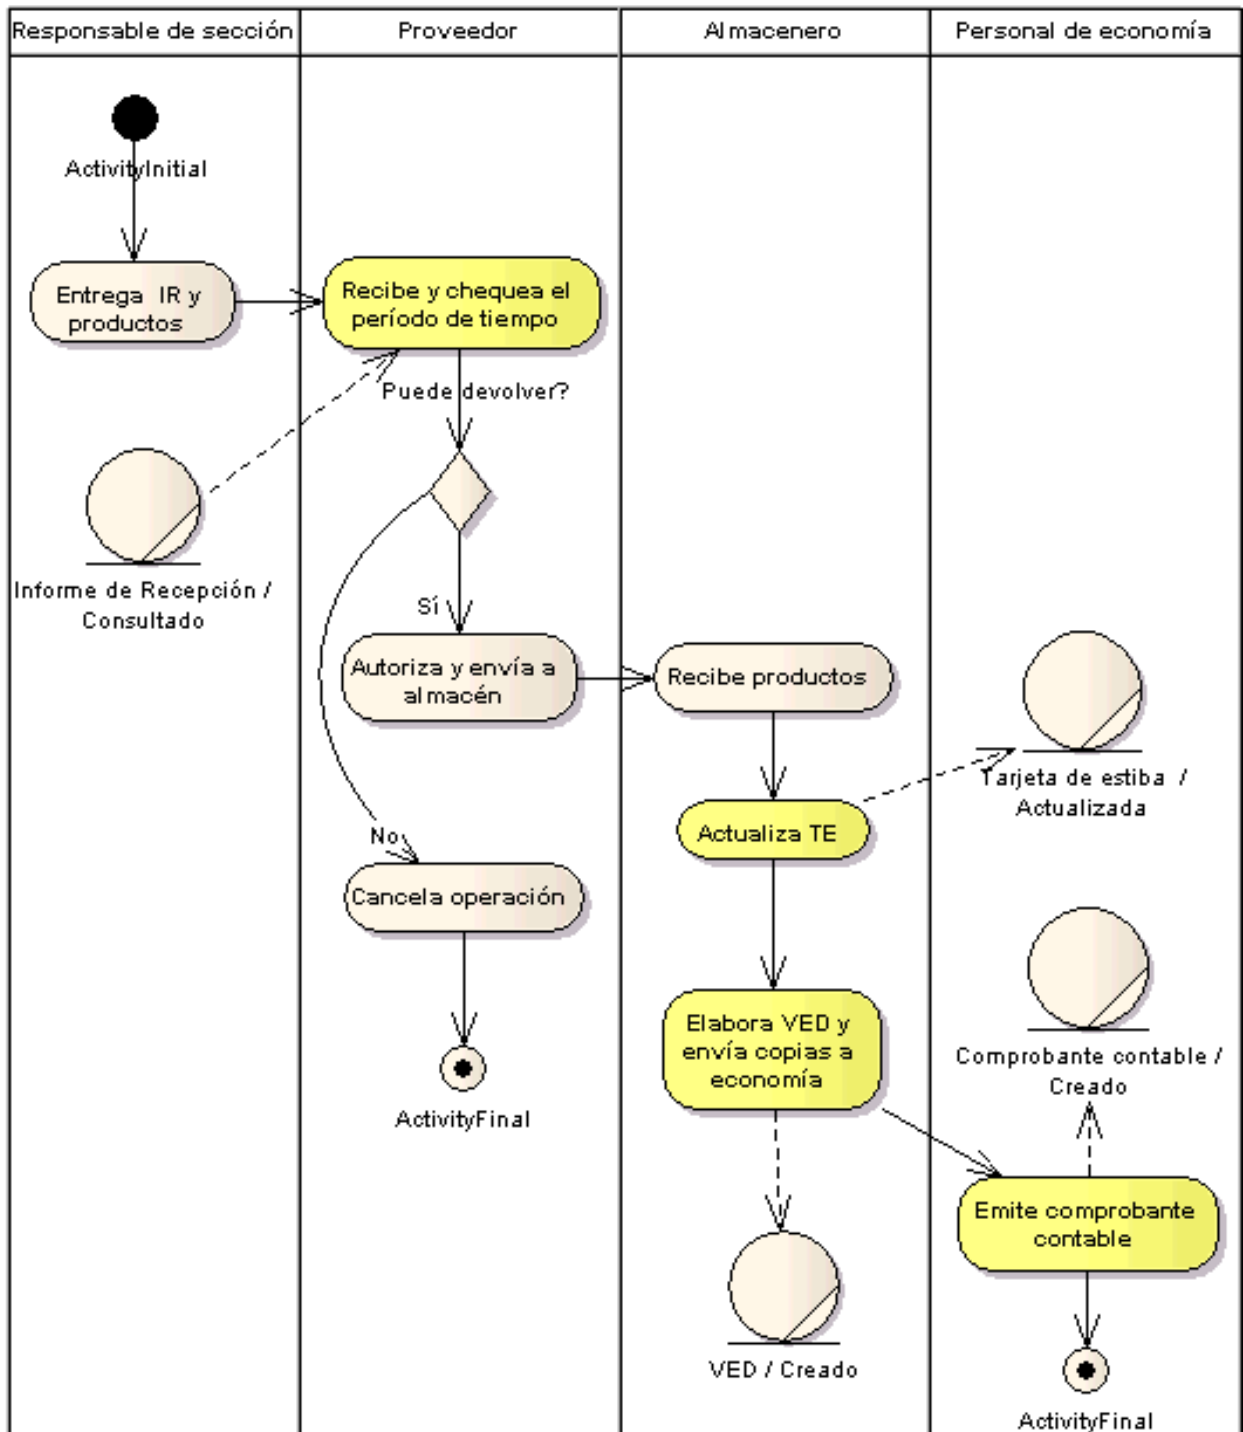 Responsable de sección
Proveedor
Almacenero
Personal de economía
ActivityInitial
Entrega IR y
productos
Recibe y chequea el
período de tiempo
Puede devolver?
Informe de Recepción /
Consultado
Sí
Autoriza y envía a
almacén
Recibe productos
Tarjeta de estiba /
Actualizada
Actualiza TE
No
Cancela operación
Elabora VED y
envía copias a
economía
Comprobante contable /
Creado
ActivityFinal
Emite comprobante
contable
VED / Creado
ActivityFinal